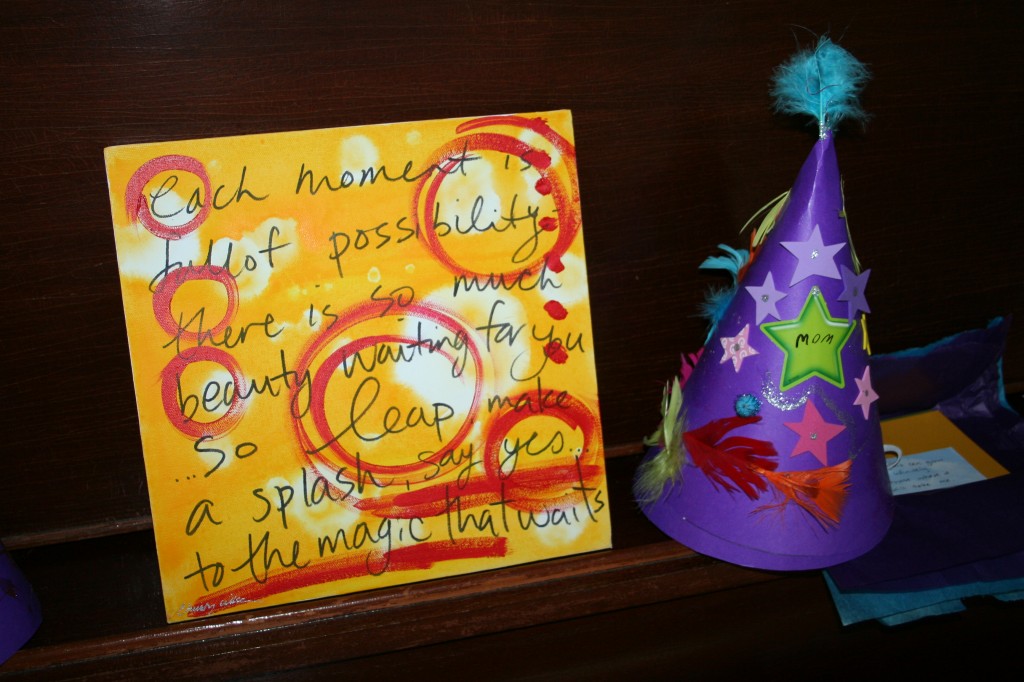 each moment is
full of possibility.
there is so much
beauty waiting for you
...so leap make
a splash, say yes...
to the magic that waits
MOM